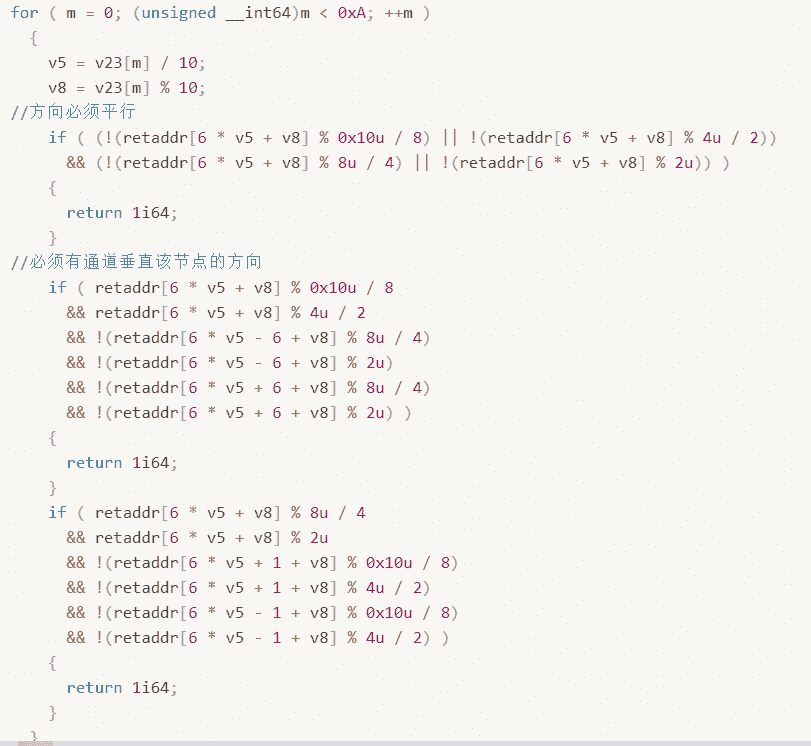 for ( m = 0; (unsigned __int64)m < 0xA; ++m )
{
v5 = v23[m] / 10;
v8 = v23[m] % 10;
//方向必须平行
if ( (!(retaddr[6 * v5 + v8] % 0x10u / 8) || !(retaddr[6 * v5 + v8] % 4u / 2))
&& (!(retaddr[6 * v5 + v8] % 8u / 4) || !(retaddr[6 * v5 + v8] % 2u)) )
{
return 1i64;
}
//必须有通道垂直该节点的方向
if ( retaddr[6 * v5 + v8] % 0x10u / 8
&& retaddr[6 * v5 + v8] % 4u / 2
&& !(retaddr[6 * v5 - 6 + v8] % 8u / 4)
&& !(retaddr[6 * v5 - 6 + v8] % 2u)
&& !(retaddr[6 * v5 + 6 + v8] % 8u / 4)
&& !(retaddr[6 * v5 + 6 + v8] % 2u) )
{
return 1i64;
}
if ( retaddr[6 * v5 + v8] % 8u / 4
&& retaddr[6 * v5 + v8] % 2u
&& !(retaddr[6 * v5 + 1 + v8] % 0x10u / 8)
&& !(retaddr[6 * v5 + 1 + v8] % 4u / 2)
&& !(retaddr[6 * v5 - 1 + v8] % 0x10u / 8)
&& !(retaddr[6 * v5 - 1 + v8] % 4u / 2) )
{
return 1i64;
}
}